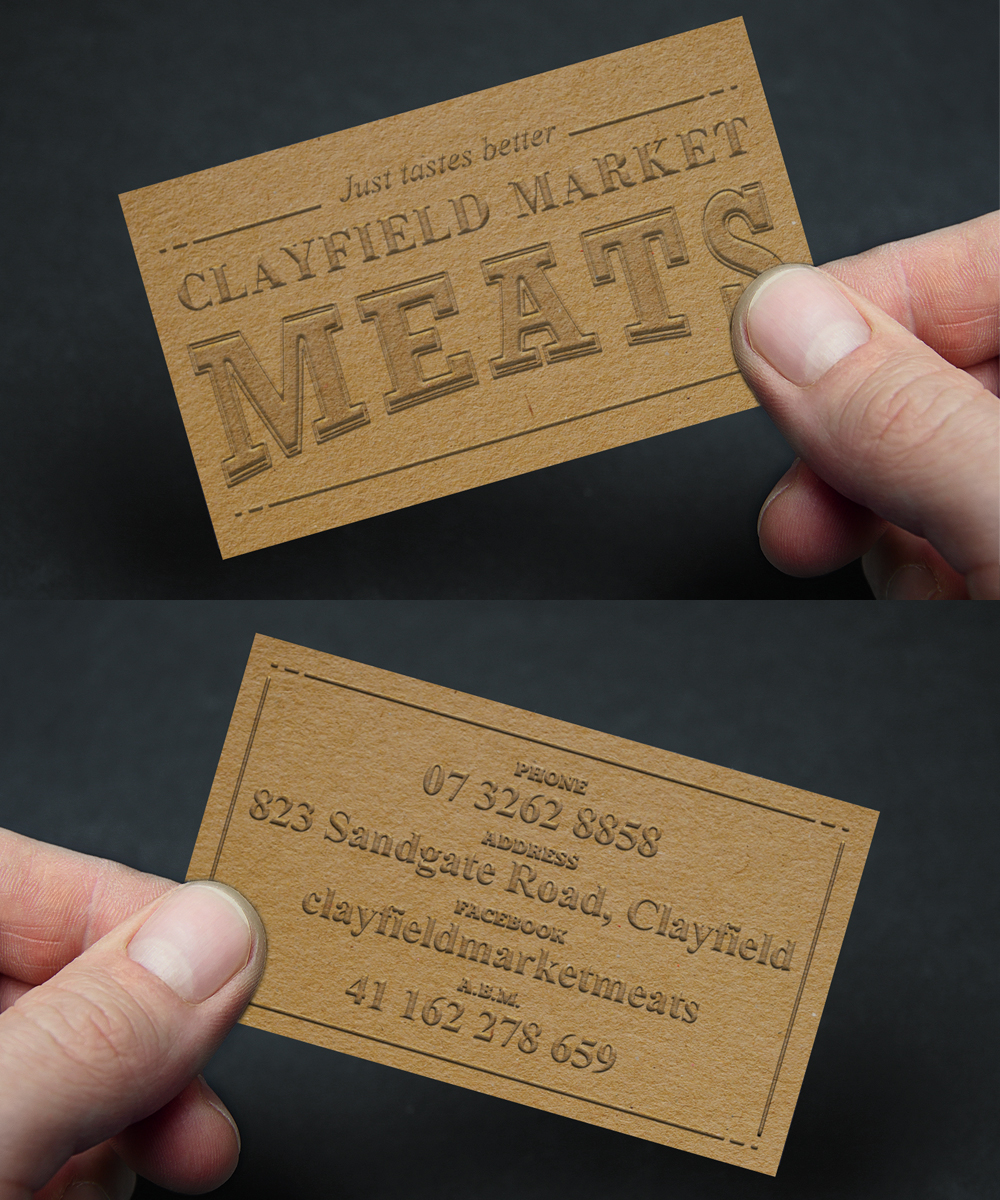 Just tastes better
CLAYFIELD MARKET
MEATS
PHONE
07 3262 8858
ADDRESS
823 Sandgate Road, Clayfield
FACEBOOK
clayfieldmarketmeats
A.B.M.
41 162 278 659